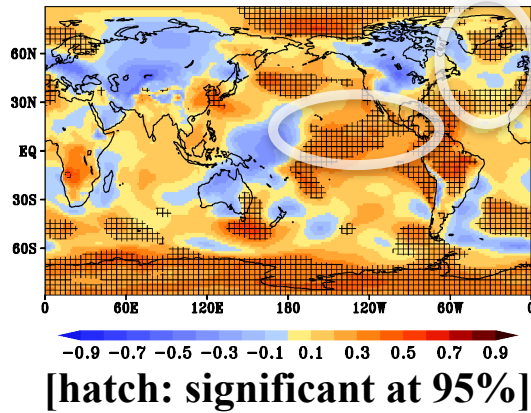 60N
30N
EQ
30S
60S
0 60E 120E 180 120W 60W 0
−0.9 −0.7 −0.5 −0.3 −0.1 0.1 0.3 0.5 0.7 0.9
[hatch: significant at 95%]